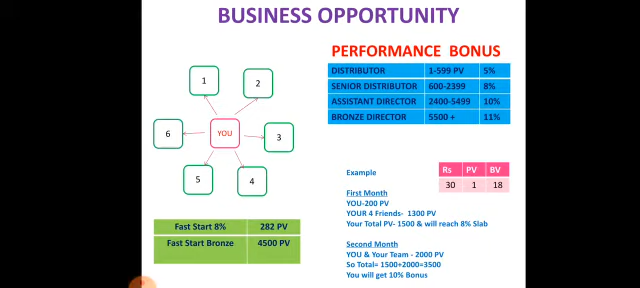 BUSINESS OPPORTUNITY
1
2
6
YOU
3
5
4
PERFORMANCE BONUS
DISTRIBUTOR 1-599 PV 5%
SENIOR DISTRIBUTOR 600-2399 8%
ASSISTANT DIRECTOR 2400-5499 10%
BRONZE DIRECTOR 5500 + 11%
Fast Start 8% 282 PV
Fast Start Bronze 4500 PV
Example
Rs PV BV
30 1 18
First Month
YOU-200 PV
YOUR 4 Friends- 1300 PV
Your Total PV- 1500 & will reach 8% Slab
Second Month
YOU & Your Team - 2000 PV
So Total= 1500+2000=3500
You will get 10% Bonus